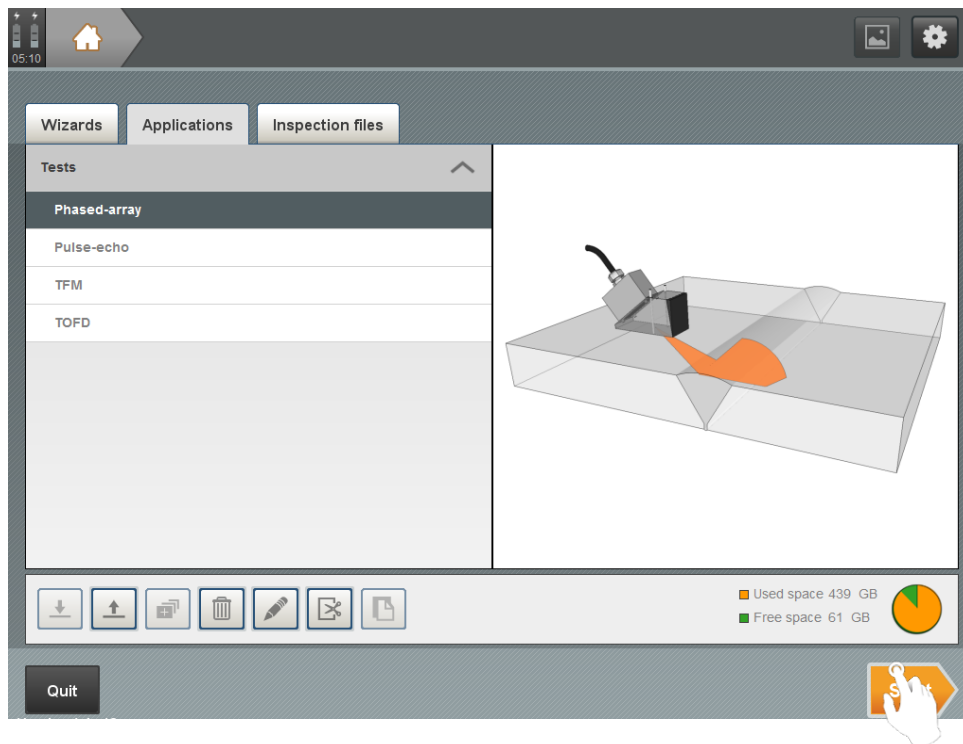 05:10
Wizards
Applications
Inspection files
Tests
Phased-array
Pulse-echo
TFM
TOFD
Used space 439 GB
Free space 61 GB
Quit